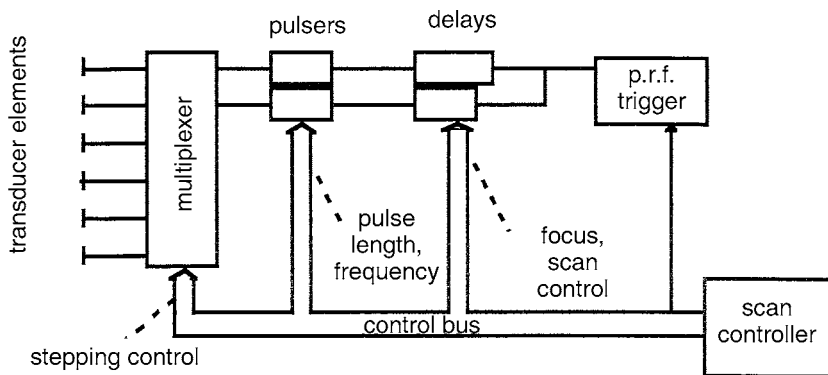 pulsers
delays
transducer elements
multiplexer
p.r.f.
trigger
pulse
length,
frequency
focus,
scan
control
control bus
stepping control
scan
controller